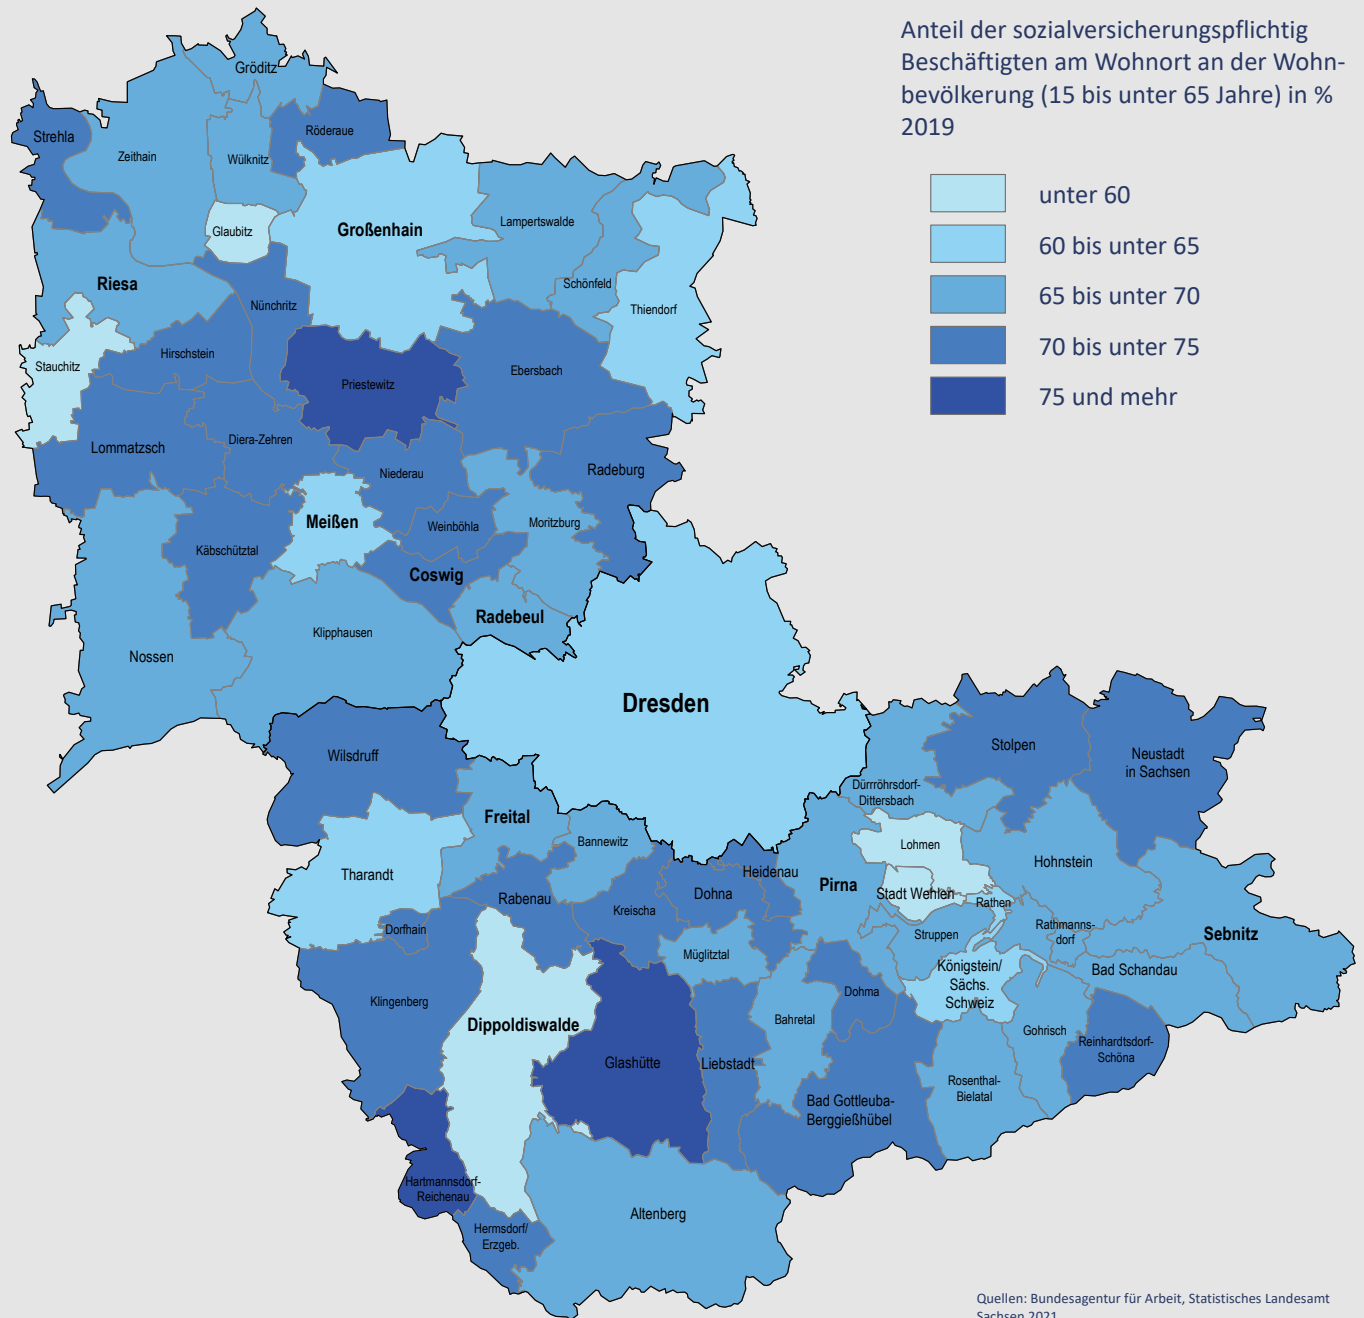 Anteil der sozialversicherungspflichtig
Beschäftigten am Wohnort an der Wohn-
bevölkerung (15 bis unter 65 Jahre) in %
2019
unter 60
60 bis unter 65
65 bis unter 70
70 bis unter 75
75 und mehr
Gröditz
Strehla
Röderaue
Zeithain
Wülknitz
Glaubitz
Großenhain
Lampertswalde
Riesa
Schönfeld
Nünchritz
Thiendorf
Hirschstein
Stauchitz
Ebersbach
Priestewitz
Diera-Zehren
Lommatzsch
Niederau
Radeburg
Meißen
Weinböhla
Moritzburg
Käbschütztal
Coswig
Radebeul
Klipphausen
Nossen
Dresden
Wilsdruff
Stolpen
Neustadt
in Sachsen
Dürrröhrsdorf-
Dittersbach
Freital
Bannewitz
Lohmen
Hohnstein
Tharandt
Heidenau
Pirna
Rabenau
Dohna
Stadt Wehlen
Rathen
Kreischa
Dorfhain
Struppen
Rathmanns-
dorf
Sebnitz
Müglitztal
Königstein/
Sächs.
Schweiz
Bad Schandau
Klingenberg
Dohma
Dippoldiswalde
Bahretal
Gohrisch
Reinhardtsdorf-
Schöna
Glashütte
Liebstadt
Rosenthal-
Bielatal
Bad Gottleuba-
Berggießhübel
Hartmannsdorf-
Reichenau
Altenberg
Hermsdorf/
Erzgeb.
Quellen: Bundesagentur für Arbeit, Statistisches Landesamt
Sachsen 2021